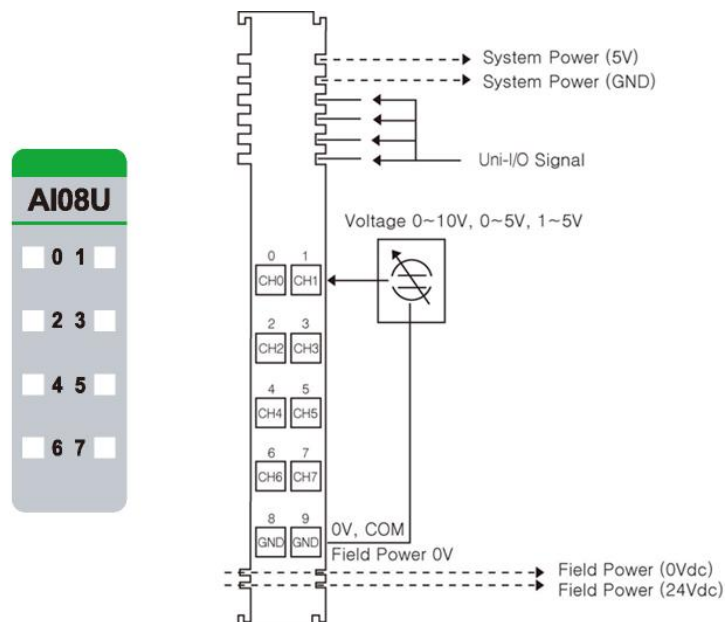 AI08U
0 1
2 3
4 5
6 7
System Power (5V)
System Power (GND)
Uni-I/O Signal
Voltage 0~10V, 0~5V, 1~5V
0 1
CH0 CH1
2 3
CH2 CH3
4 5
CH4 CH5
6 7
CH6 CH7
8 9
GND GND
0V, COM
Field Power 0V
Field Power (0Vdc)
Field Power (24Vdc)